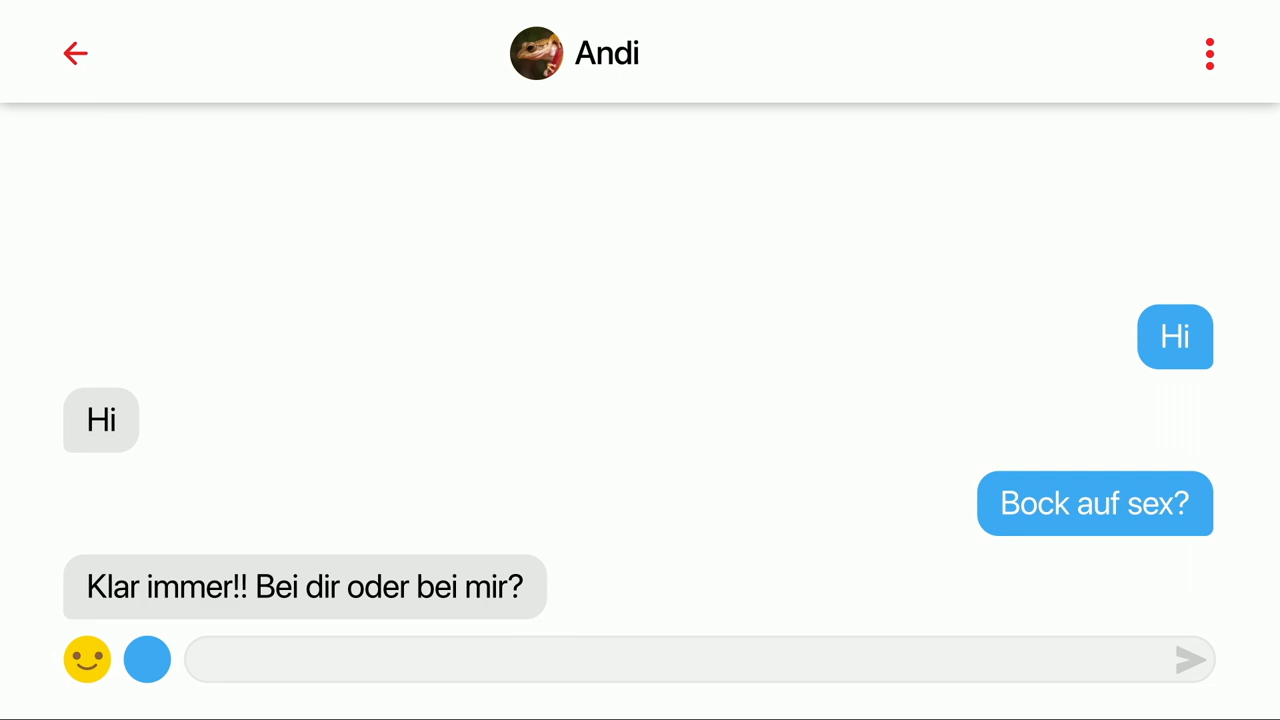 Andi
Hi
Hi
Bock auf sex?
Klar immer!! Bei dir oder bei mir?